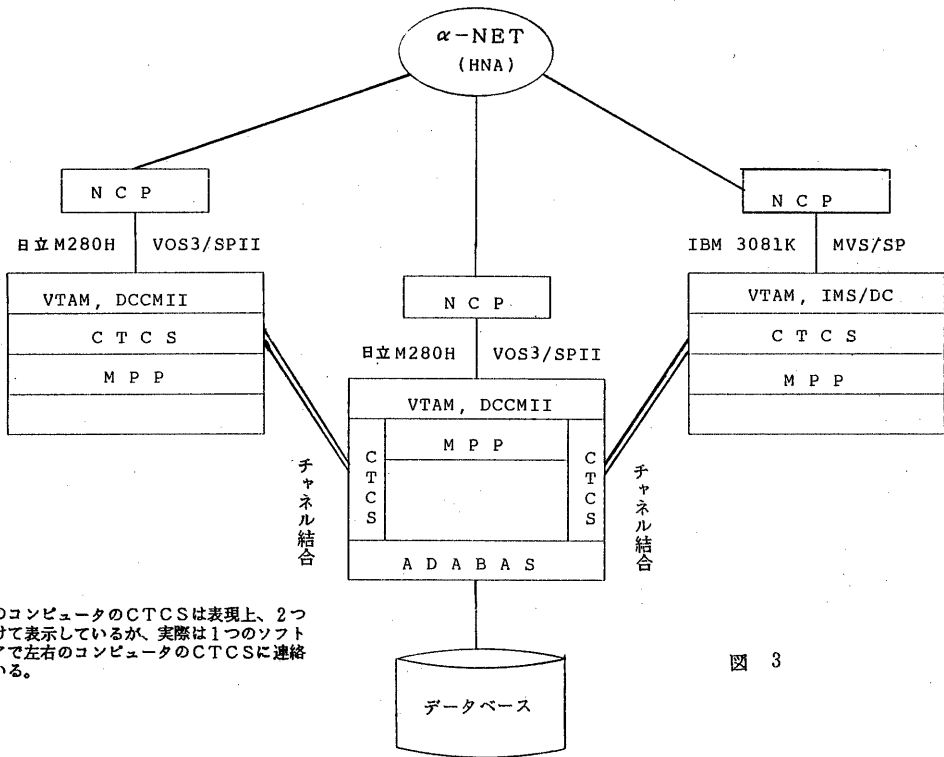 α-NET
(HNA)
NCP
日立M280H VOS3/SPII
VTAM, DCCMII
CTCS
MPP
NCP
日立M280H VOS3/SPII
VTAM, DCCMII
CTCS
MPP
CTCS
ADABAS
データベース
NCP
IBM 3081K MVS/SP
VTAM, IMS/DC
CTCS
MPP
チャネル結合
チャネル結合
のコンピュータのCTCSは表現上、2つ
けて表示しているが、実際は1つのソフト
アで左右のコンピュータのCTCSに連絡
いる。
図 3